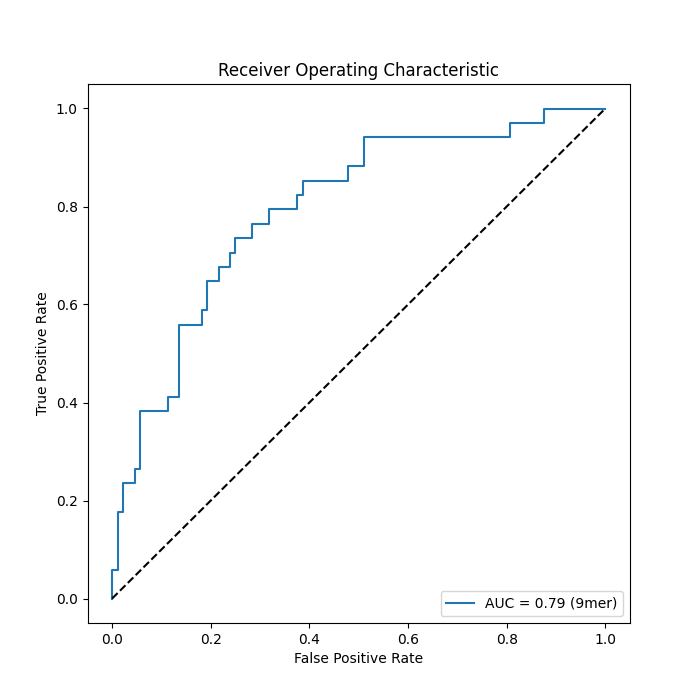 Receiver Operating Characteristic
True Positive Rate
1.0
0.8
0.6
0.4
0.2
0.0
AUC = 0.79 (9mer)
0.0 0.2 0.4 0.6 0.8 1.0
False Positive Rate